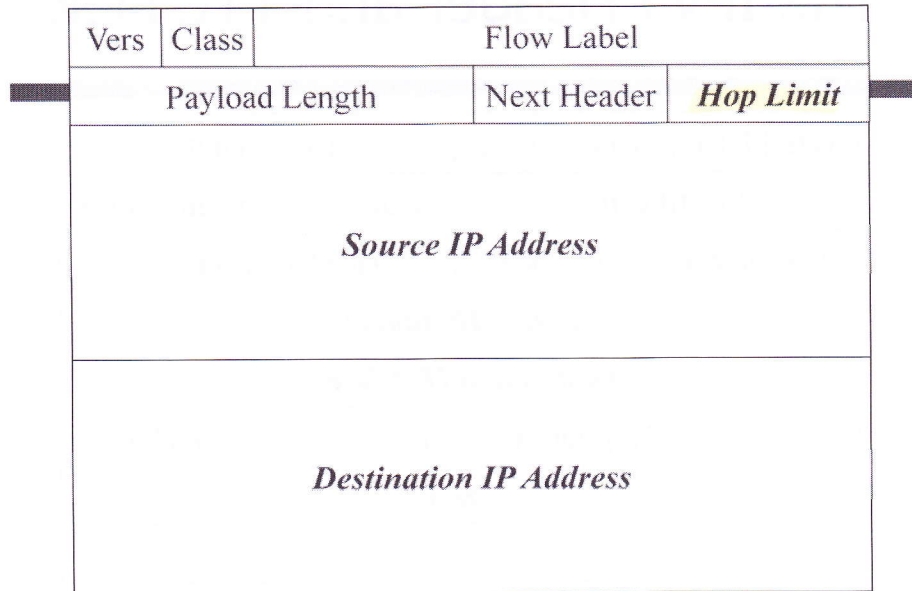 Vers Class Flow Label
Payload Length Next Header Hop Limit
Source IP Address
Destination IP Address